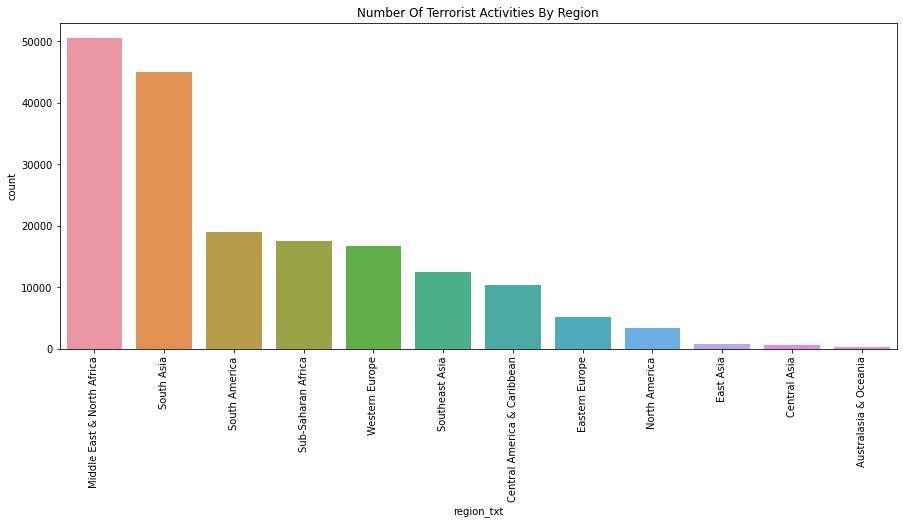 Number Of Terrorist Activities By Region
count
50000
40000
30000
20000
10000
0
Middle East & North Africa
South Asia
South America
Sub-Saharan Africa
Western Europe
Southeast Asia
Central America & Caribbean
Eastern Europe
North America
East Asia
Central Asia
Australasia & Oceania
region_txt